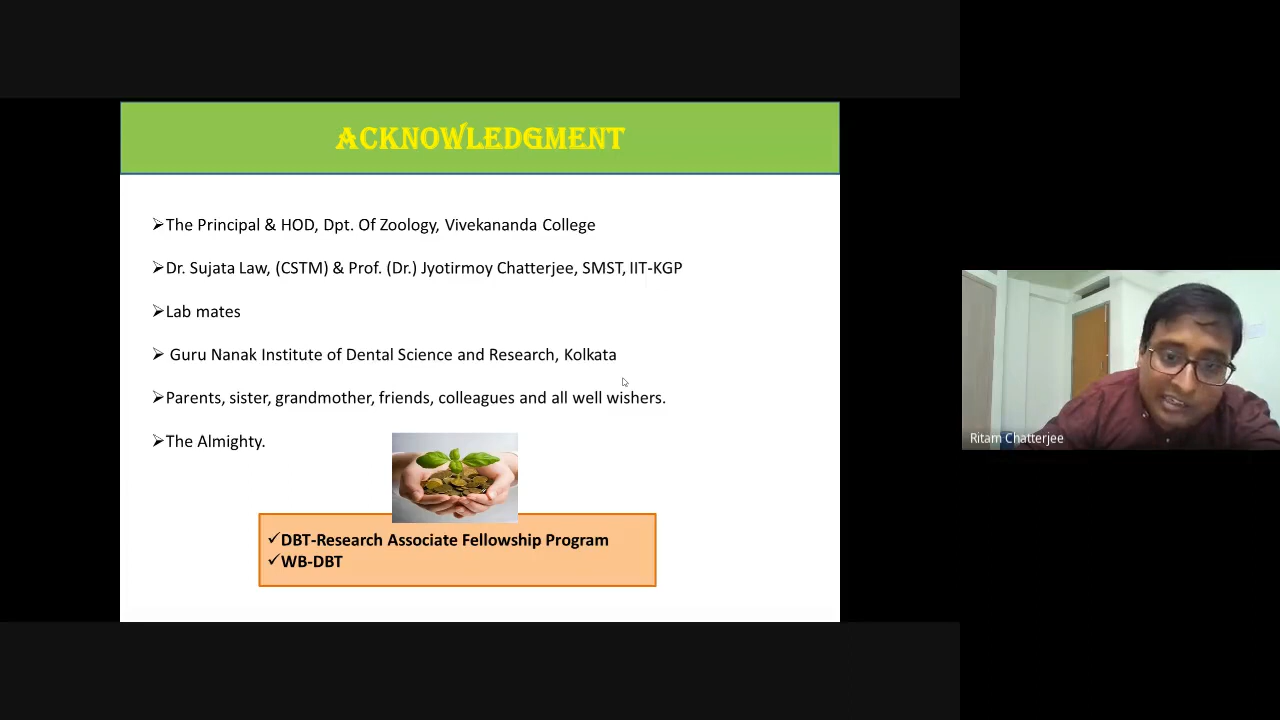 ACKNOWLEDGMENT
➢The Principal & HOD, Dpt. Of Zoology, Vivekananda College
➢Dr. Sujata Law, (CSTM) & Prof. (Dr.) Jyotirmoy Chatterjee, SMST, IIT-KGP
➢Lab mates
➢ Guru Nanak Institute of Dental Science and Research, Kolkata
➢Parents, sister, grandmother, friends, colleagues and all well wishers.
➢The Almighty.
✓DBT-Research Associate Fellowship Program
✓WB-DBT
Ritam Chatterjee